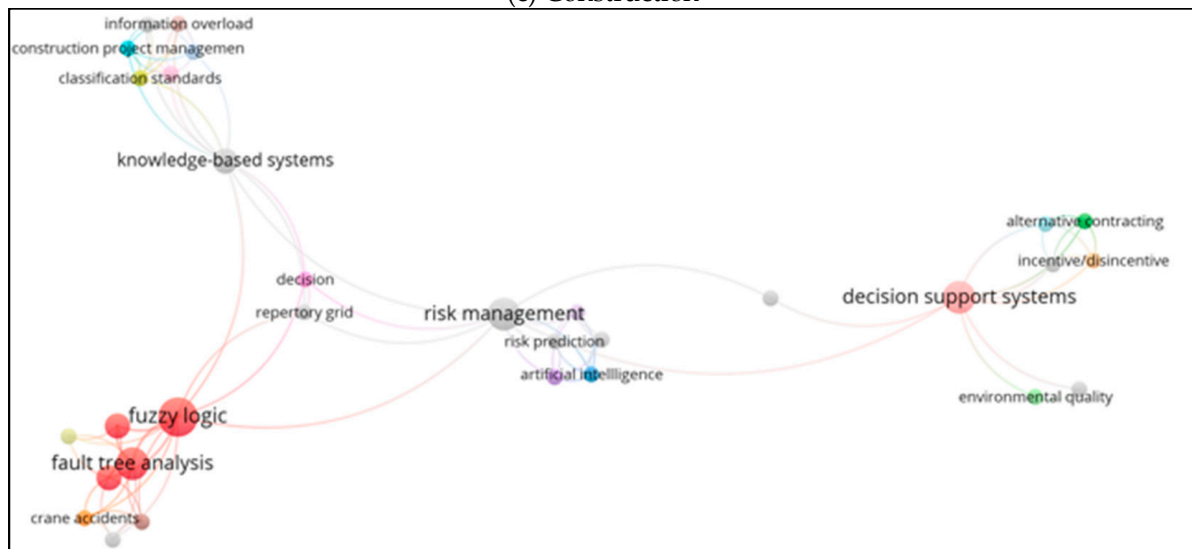 (c) Construction
information overload
construction project managemen
classification standards
knowledge-based systems
alternative contracting
incentive/disincentive
decision
decision support systems
repertory grid
risk management
risk prediction
artificial intellligence
environmental quality
fuzzy logic
fault tree analysis
crane accidents